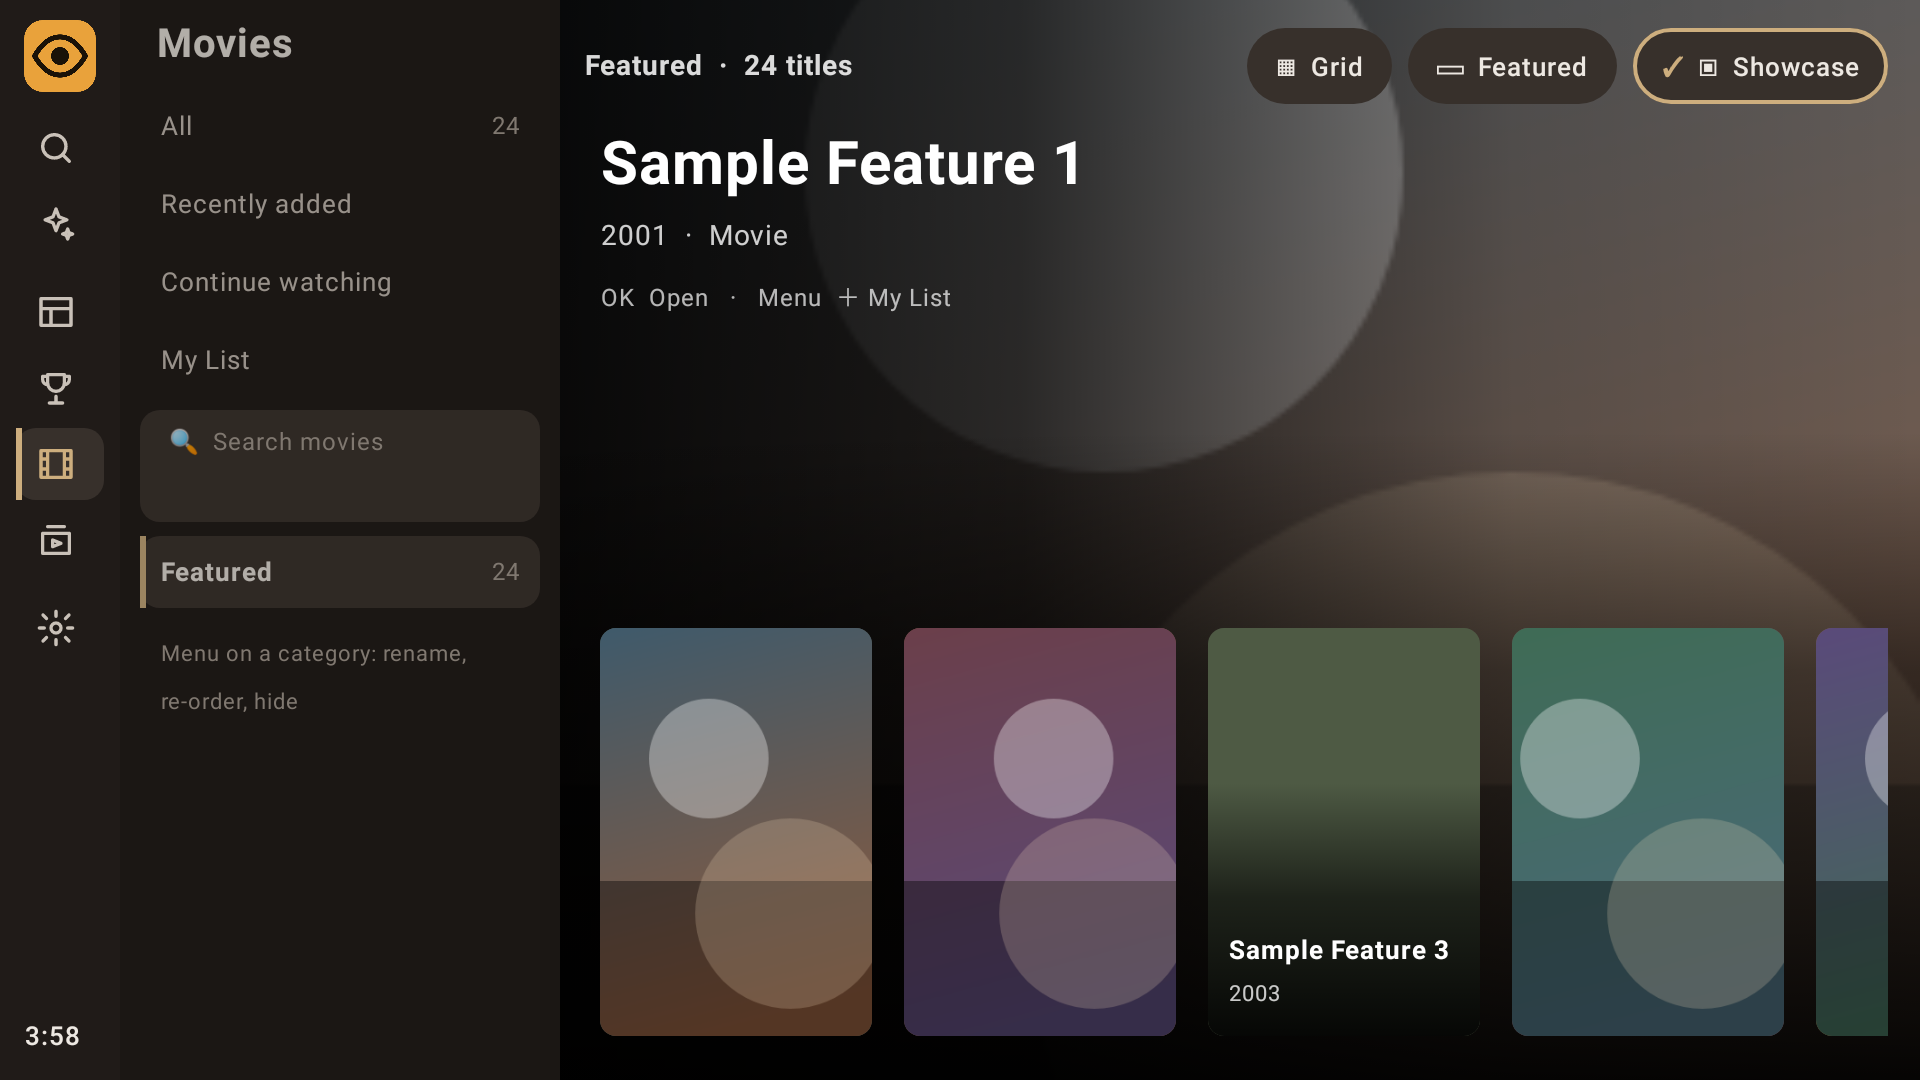 Movies
All 24
Recently added
Continue watching
My List
🔍 Search movies
Featured 24
Menu on a category: rename,
re-order, hide
3:58
Featured · 24 titles
▦ Grid
▭ Featured
✓ ▣ Showcase
Sample Feature 1
2001 · Movie
OK Open · Menu + My List
Sample Feature 3
2003